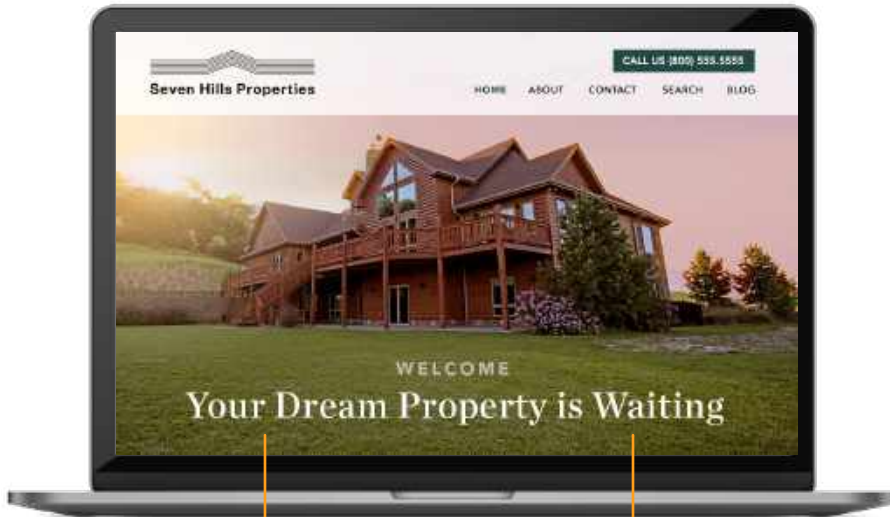 CALL US (800) 555.5555
Seven Hills Properties
HOME ABOUT CONTACT SEARCH BLOG
WELCOME
Your Dream Property is Waiting